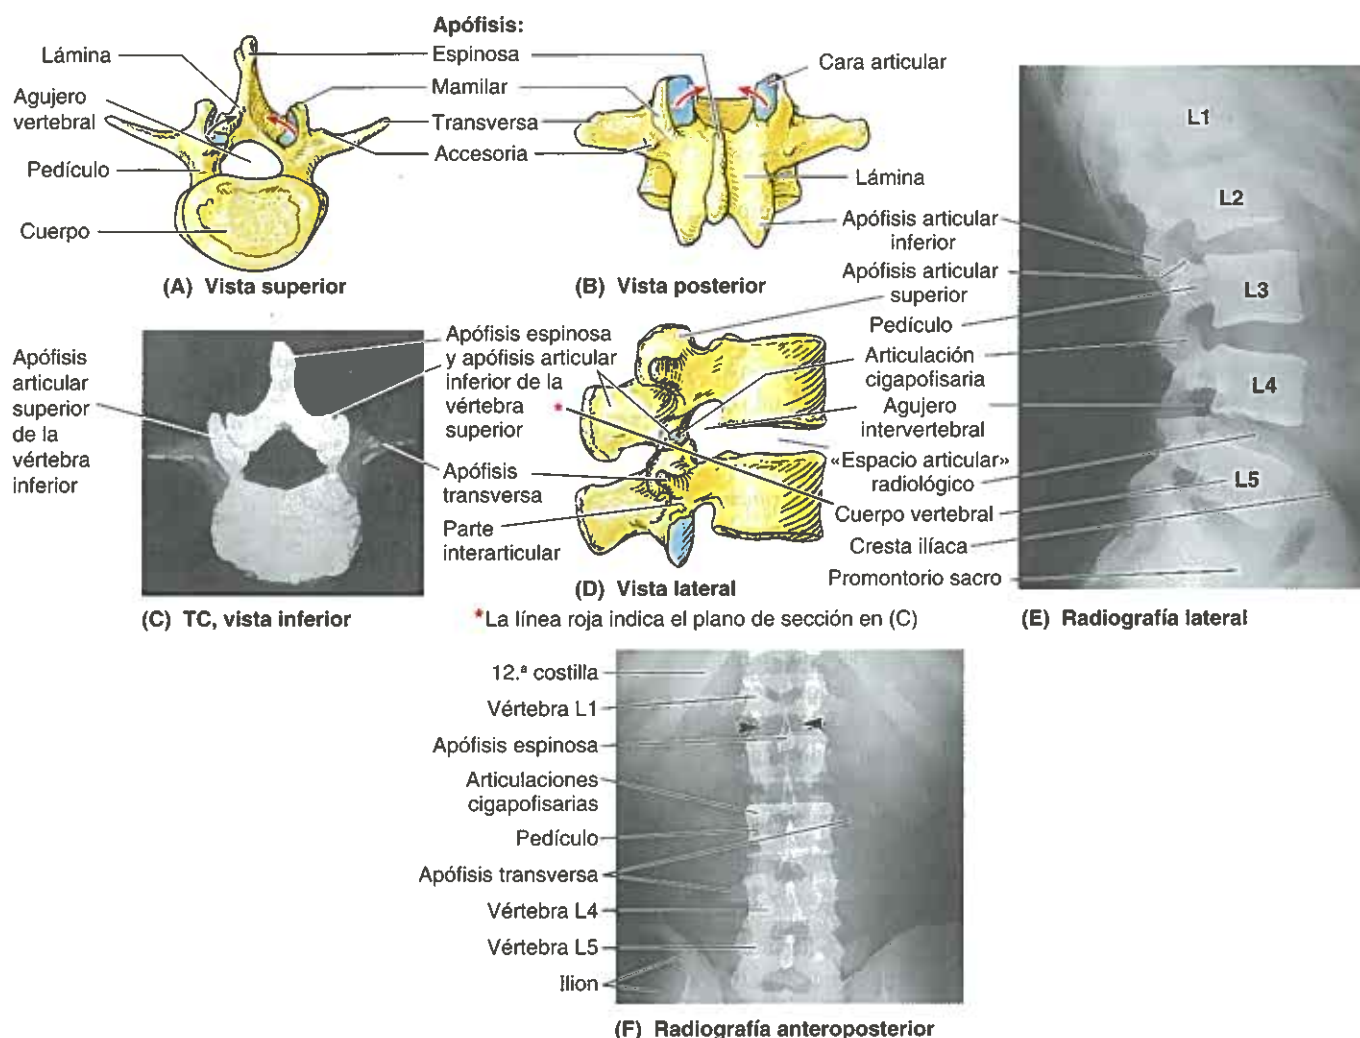 Apófisis:
Lámina
Espinosa
Agujero
vertebral
Mamilar
Transversa
Accesoria
Pedículo
Cuerpo
(A) Vista superior
Cara articular
Lámina
Apófisis articular
inferior
Apófisis articular
superior
Pedículo
Articulación
cigapofisaria
Agujero
intervertebral
«Espacio articular»
radiológico
Cuerpo vertebral
Cresta ilíaca
Promontorio sacro
(B) Vista posterior
Apófisis
articular
superior
de la
vértebra
inferior
(C) TC, vista inferior
Apófisis espinosa
y apófisis articular
inferior de la
vértebra
superior
*
Apófisis
transversa
Parte
interarticular
(D) Vista lateral
*La línea roja indica el plano de sección en (C)
L1
L2
L3
L4
L5
(E) Radiografía lateral
12.ª costilla
Vértebra L1
Apófisis espinosa
Articulaciones
cigapofisarias
Pedículo
Apófisis transversa
Vértebra L4
Vértebra L5
Ilion
(F) Radiografía anteroposterior